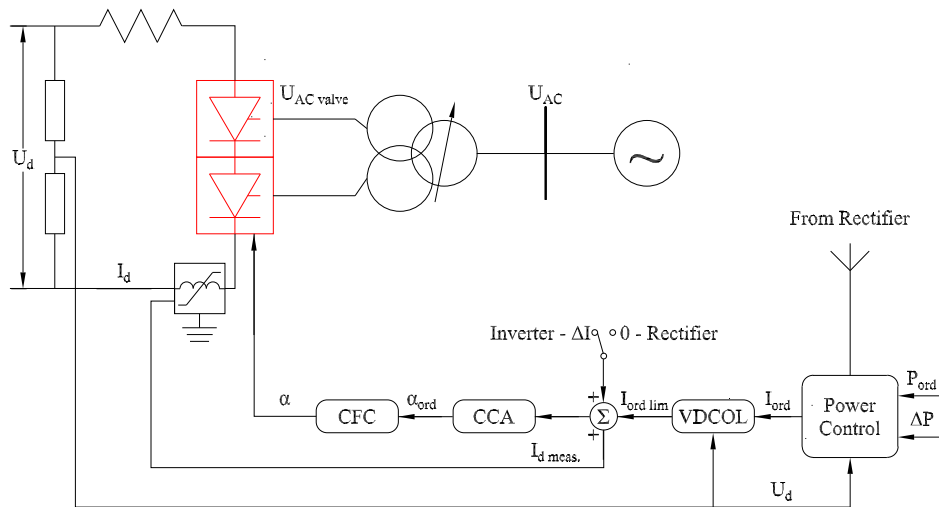 U_AC valve
U_AC
U_d
~
From Rectifier
I_d
Inverter - ΔI 0 - Rectifier
α
α_ord
I_ord lim
I_ord
P_ord
ΔP
+
CFC
CCA
Σ
VDCOL
Power
Control
+
I_d meas.
U_d